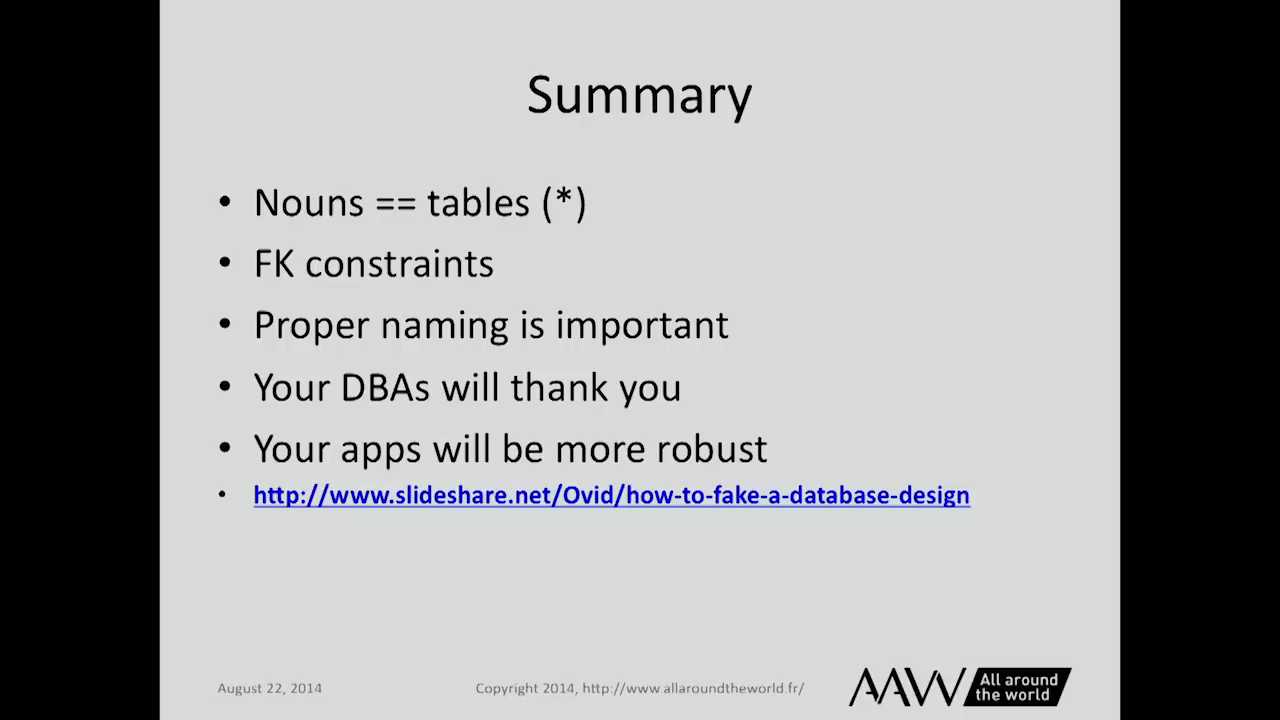 Summary
• Nouns == tables (*)
• FK constraints
• Proper naming is important
• Your DBAs will thank you
• Your apps will be more robust
• http://www.slideshare.net/Ovid/how-to-fake-a-database-design
August 22, 2014
Copyright 2014, http://www.allaroundtheworld.fr/
AAW
All around
the world